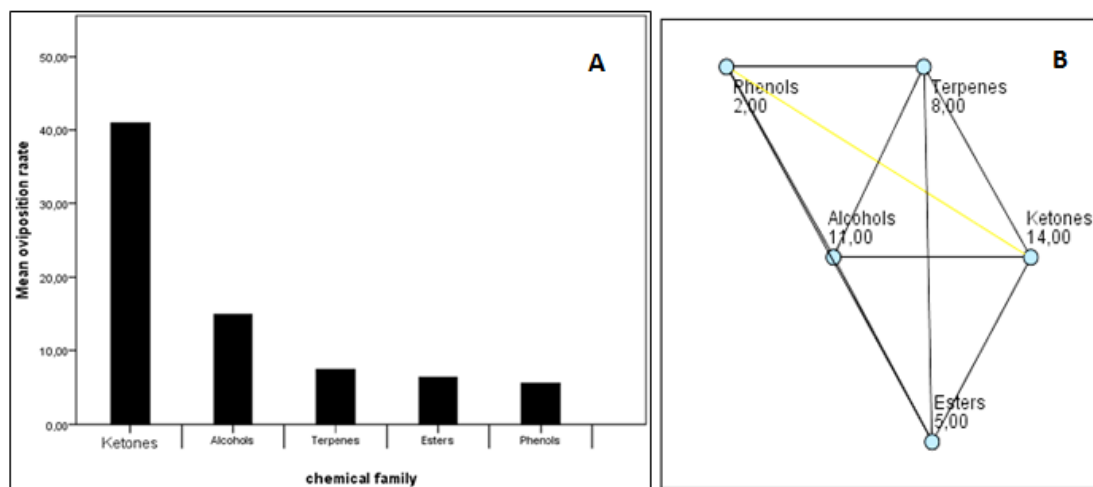 A
50,00
40,00
30,00
20,00
10,00
0,00
Mean oviposition raate
Ketones
Alcohols
Terpenes
Esters
Phenols
chemical family
B
Phenols
2,00
Terpenes
8,00
Alcohols
11,00
Ketones
14,00
Esters
5,00